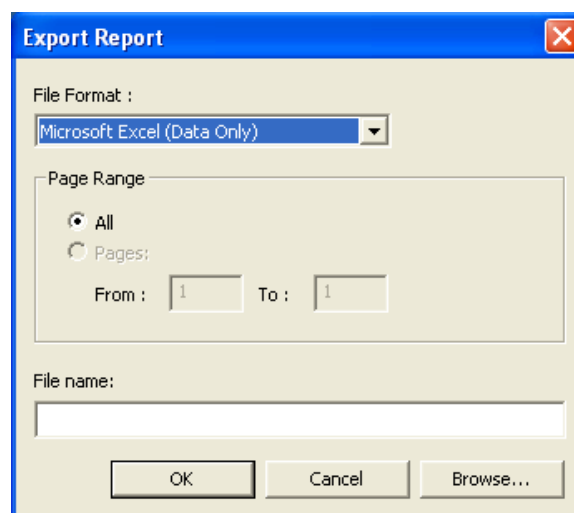 Export Report
File Format :
Microsoft Excel (Data Only)
Page Range
All
Pages:
From : 1 To : 1
File name:
OK Cancel Browse...